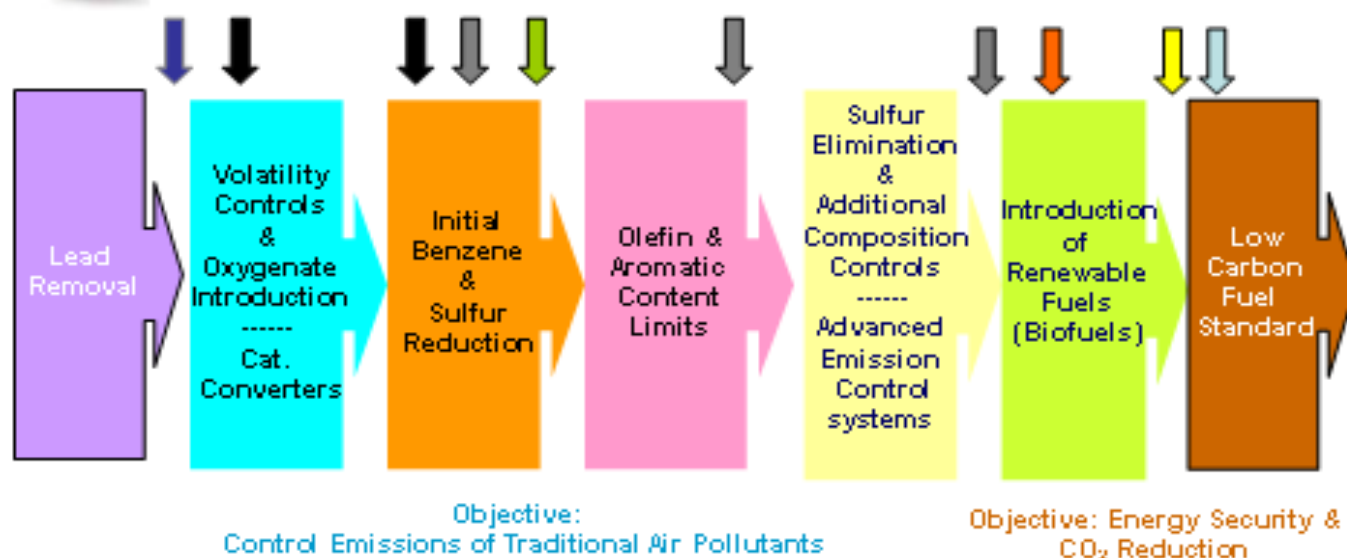 Lead
Removal
Volatility
Controls
&
Oxygenate
Introduction
------
Cat.
Converters
Initial
Benzene
&
Sulfur
Reduction
Olefin &
Aromatic
Content
Limits
Sulfur
Elimination
&
Additional
Composition
Controls
------
Advanced
Emission
Control
systems
Introduction
of
Renewable
Fuels
(Biofuels)
Low
Carbon
Fuel
Standard
Objective:
Control Emissions of Traditional Air Pollutants
Objective: Energy Security &
CO₂ Reduction